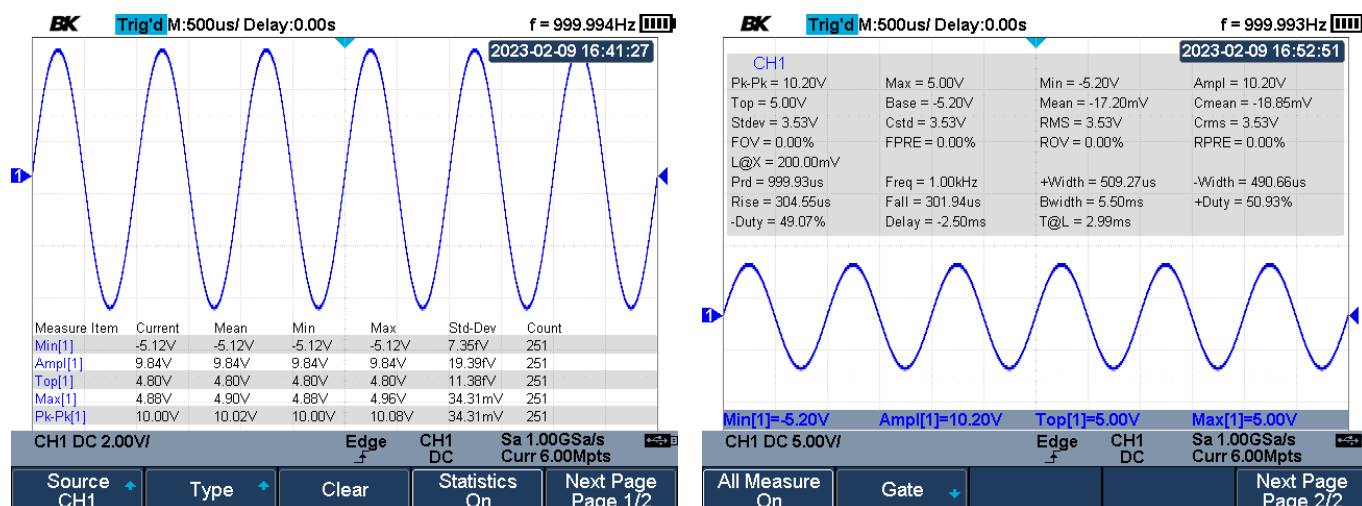 BK Trig'd M:500us/ Delay:0.00s f = 999.994Hz
2023-02-09 16:41:27
1
Measure Item Current Mean Min Max Std-Dev Count
Min[1] -5.12V -5.12V -5.12V -5.12V 7.35fV 251
Ampl[1] 9.84V 9.84V 9.84V 9.84V 19.39fV 251
Top[1] 4.80V 4.80V 4.80V 4.80V 11.38fV 251
Max[1] 4.88V 4.90V 4.88V 4.96V 34.31mV 251
Pk-Pk[1] 10.00V 10.02V 10.00V 10.08V 34.31mV 251
CH1 DC 2.00V/ Edge CH1 Sa 1.00GSa/s
DC Curr 6.00Mpts
Source Type Clear Statistics Next Page
CH1 On Page 1/2
BK Trig'd M:500us/ Delay:0.00s f = 999.993Hz
2023-02-09 16:52:51
CH1
Pk-Pk = 10.20V Max = 5.00V Min = -5.20V Ampl = 10.20V
Top = 5.00V Base = -5.20V Mean = -17.20mV Cmean = -18.85mV
Stdev = 3.53V Cstd = 3.53V RMS = 3.53V Crms = 3.53V
FOV = 0.00% FPRE = 0.00% ROV = 0.00% RPRE = 0.00%
L@X = 200.00mV
Prd = 999.93us Freq = 1.00kHz +Width = 509.27us -Width = 490.66us
Rise = 304.55us Fall = 301.94us Bwidth = 5.50ms +Duty = 50.93%
-Duty = 49.07% Delay = -2.50ms T@L = 2.99ms
1
Min[1]=-5.20V Ampl[1]=10.20V Top[1]=5.00V Max[1]=5.00V
CH1 DC 5.00V/ Edge CH1 Sa 1.00GSa/s
DC Curr 6.00Mpts
All Measure Gate Next Page
On Page 2/2